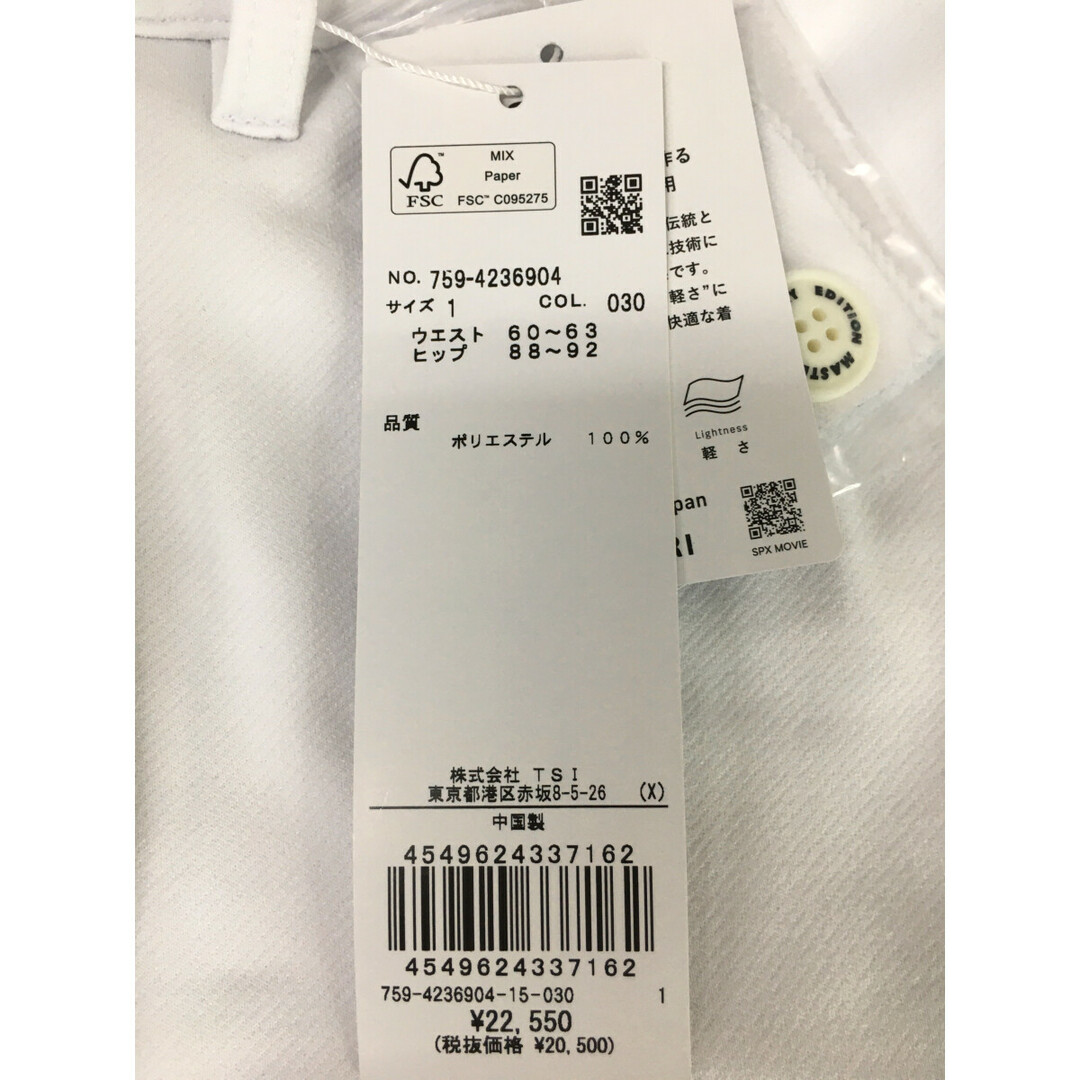 MIX
Paper
FSC™ C095275
FSC
NO. 759-4236904
サイズ 1 COL. 030
ウエスト 60~63
ヒップ 88~92
品質
ポリエステル 100%
株式会社 TSI
東京都港区赤坂8-5-26 (X)
中国製
4549624337162
4549624337162
759-4236904-15-030 1
¥22,550
(税抜価格 ¥20,500)
作る
用
伝統と
技術に
です。
"軽さ"に
快適な着
Lightness
軽さ
pan
RI
SPX MOVIE
EDITION MAST